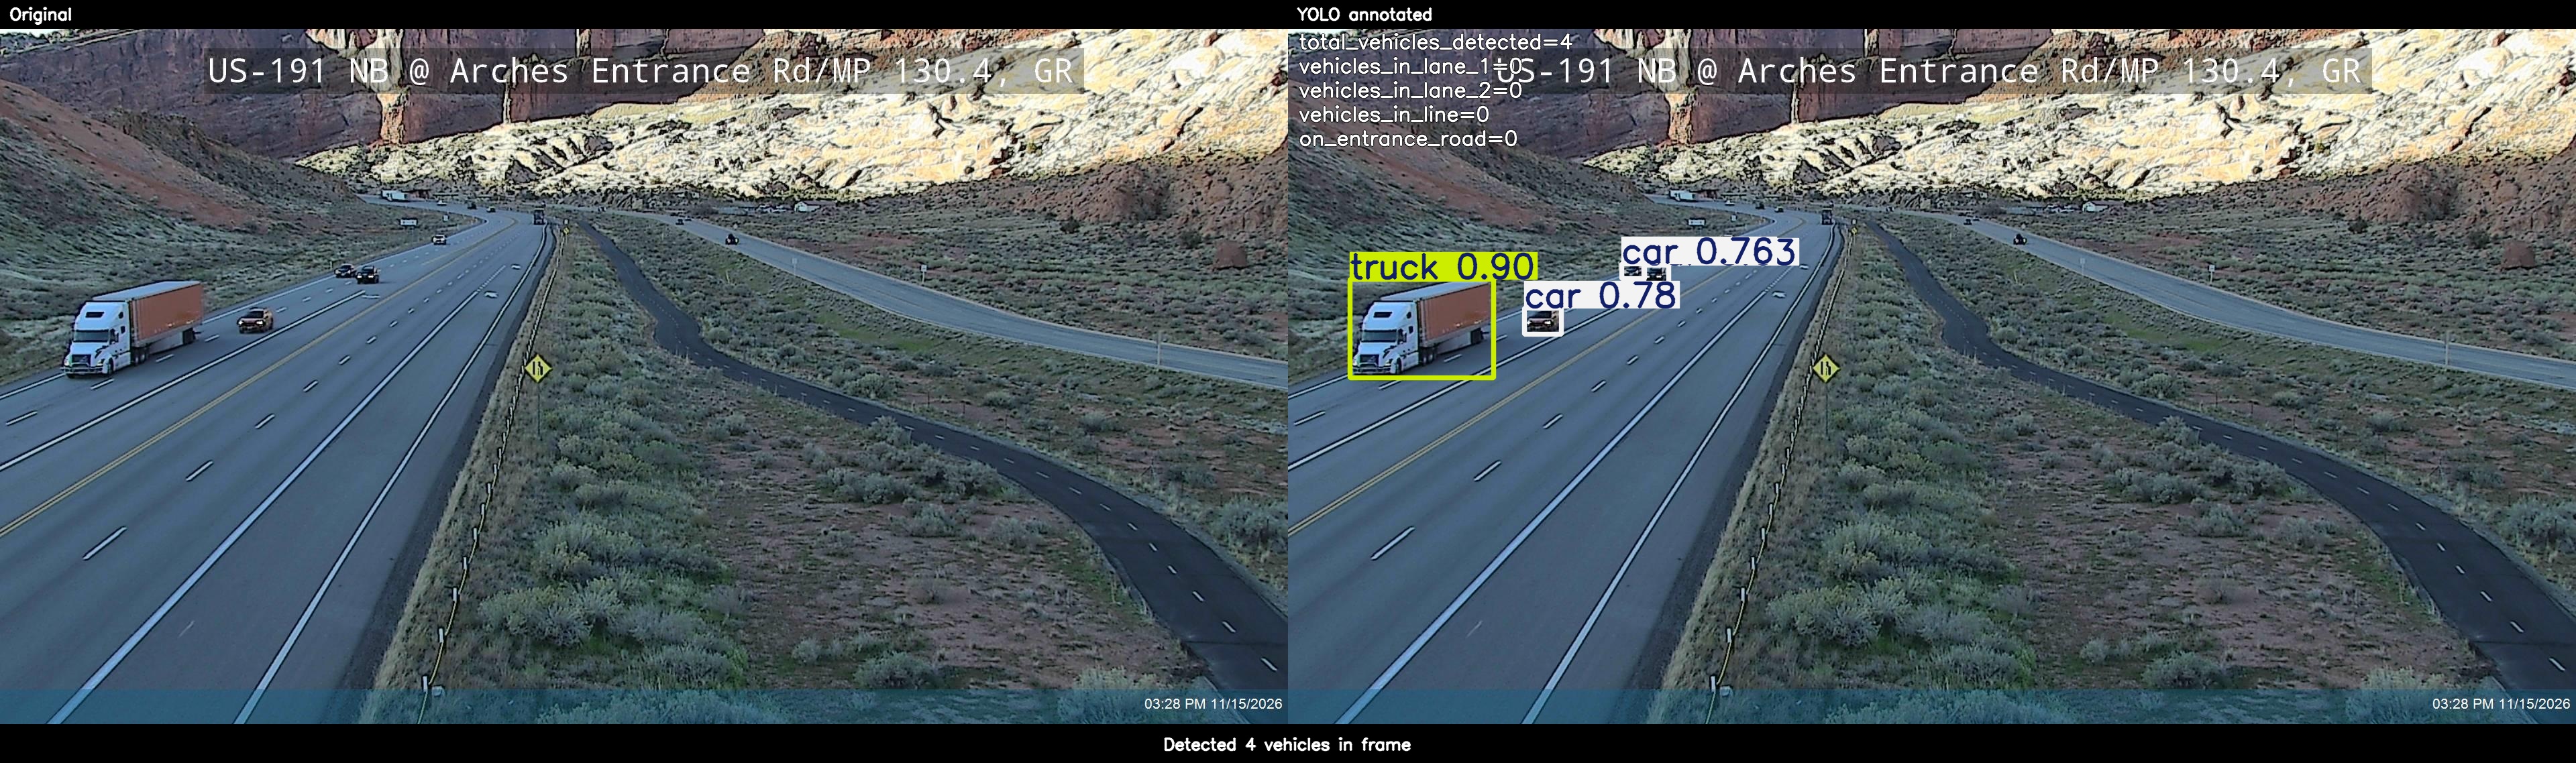 Original
US-191 NB @ Arches Entrance Rd/MP 130.4, GR
03:28 PM 11/15/2026
YOLO annotated
total_vehicles_detected=4
vehicles_in_lane_1=0
US-191 NB @ Arches Entrance Rd/MP 130.4, GR
vehicles_in_lane_2=0
vehicles_in_line=0
on_entrance_road=0
car 0.763
truck 0.90
car 0.78
03:28 PM 11/15/2026
Detected 4 vehicles in frame